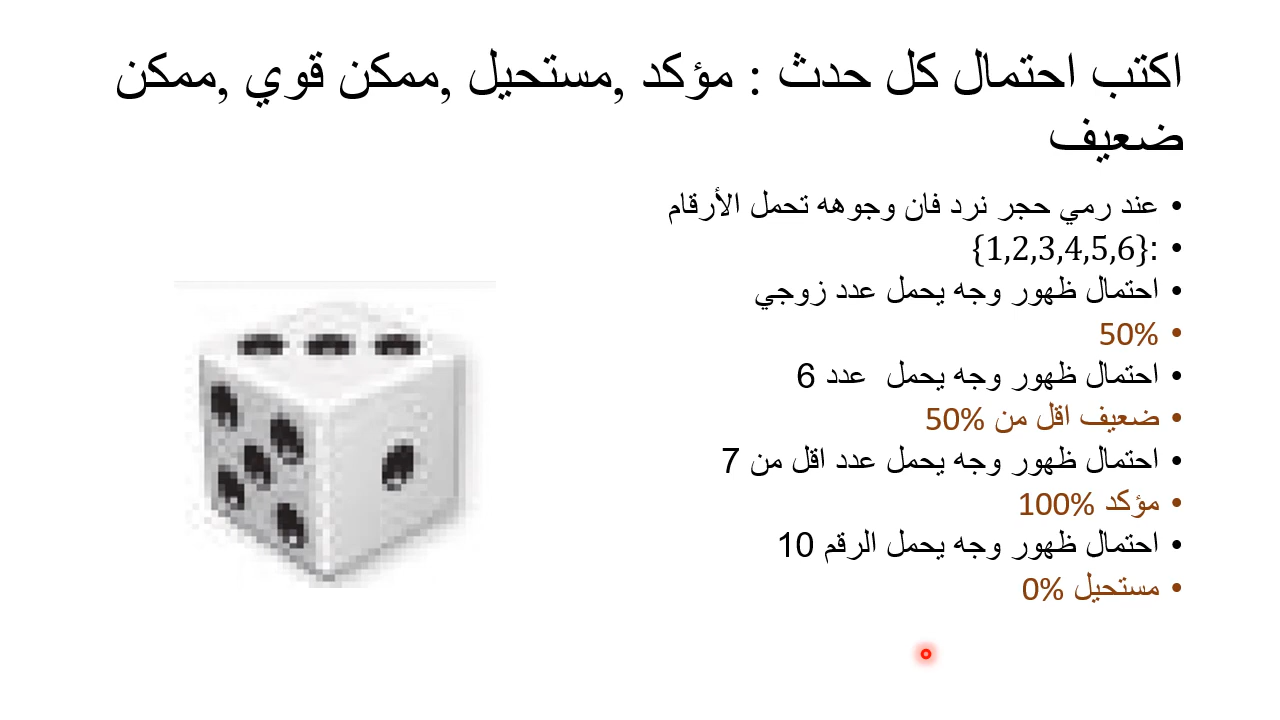 اكتب احتمال كل حدث : مؤكد ,مستحيل ,ممكن قوي ,ممكن
ضعيف
• عند رمي حجر نرد فان وجوهه تحمل الأرقام
• :{1,2,3,4,5,6}
• احتمال ظهور وجه يحمل عدد زوجي
• 50%
• احتمال ظهور وجه يحمل عدد 6
• ضعيف اقل من 50%
• احتمال ظهور وجه يحمل عدد اقل من 7
• مؤكد 100%
• احتمال ظهور وجه يحمل الرقم 10
• مستحيل 0%